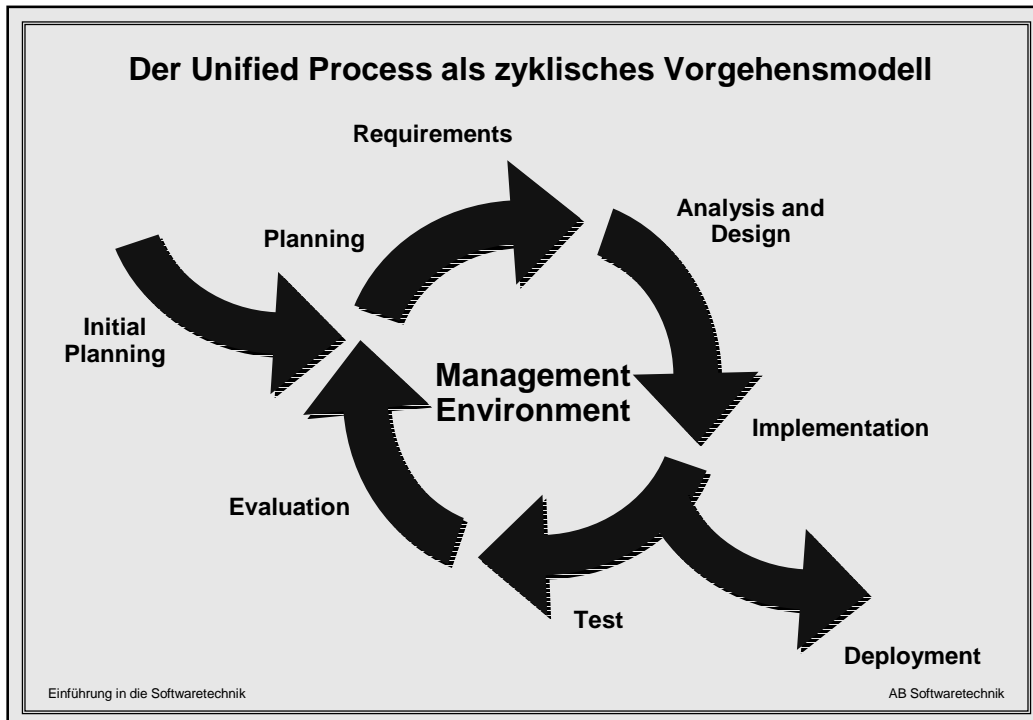 Der Unified Process als zyklisches Vorgehensmodell
Requirements
Analysis and
Design
Planning
Initial
Planning
Management
Environment
Implementation
Evaluation
Test
Deployment
Einführung in die Softwaretechnik
AB Softwaretechnik